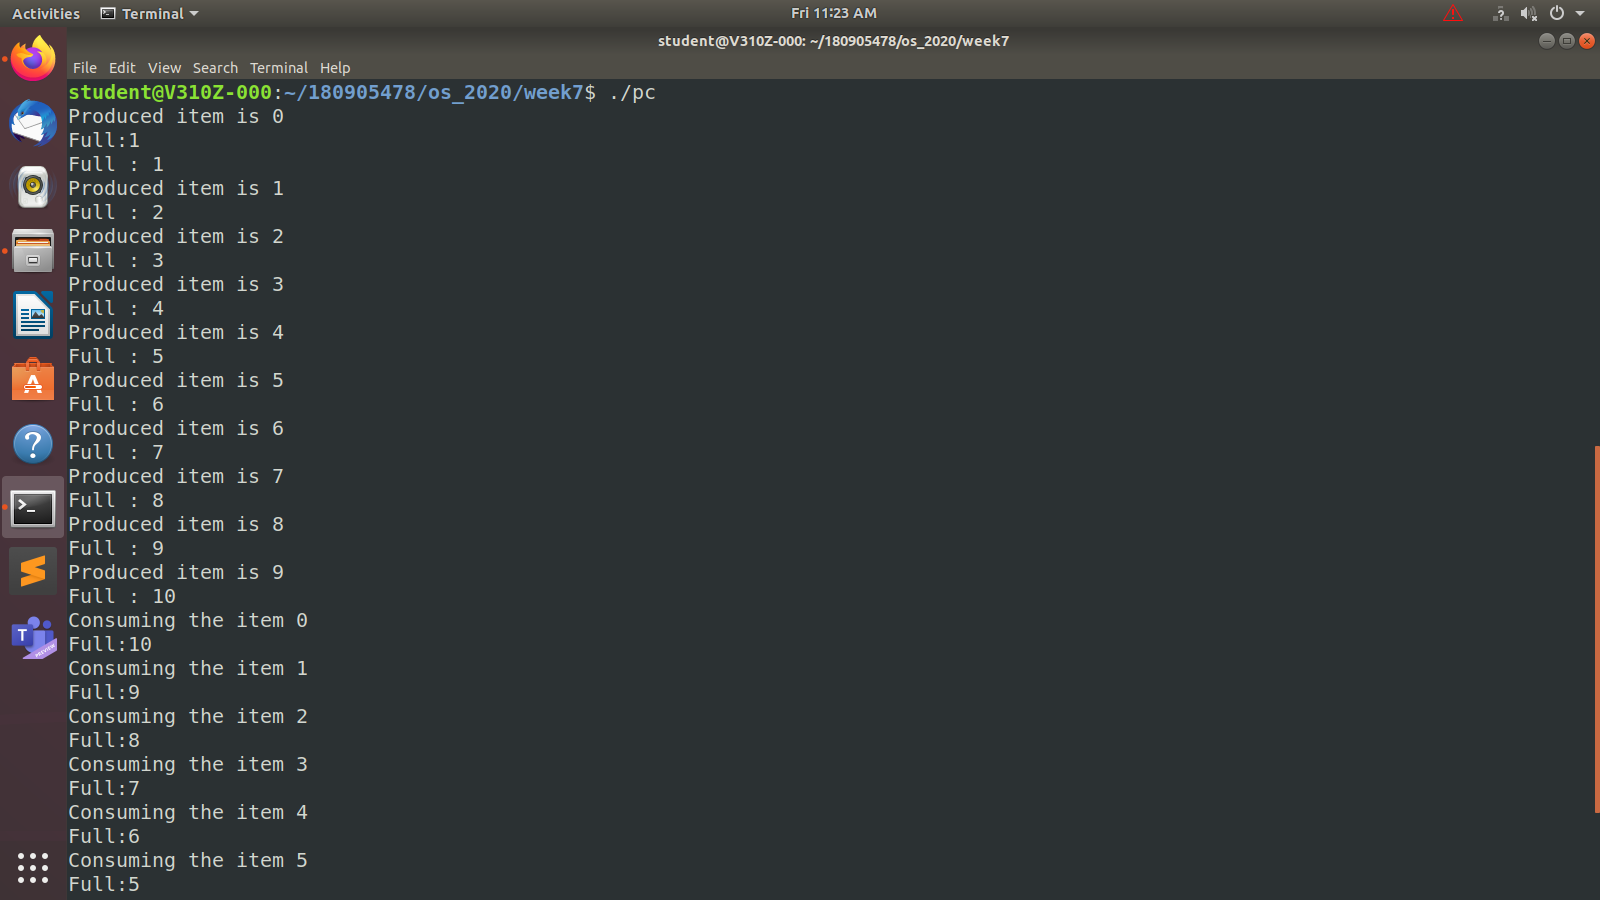 Activities Terminal Fri 11:23 AM
student@V310Z-000: ~/180905478/os_2020/week7
File Edit View Search Terminal Help
student@V310Z-000:~/180905478/os_2020/week7$ ./pc
Produced item is 0
Full:1
Full : 1
Produced item is 1
Full : 2
Produced item is 2
Full : 3
Produced item is 3
Full : 4
Produced item is 4
Full : 5
Produced item is 5
Full : 6
Produced item is 6
Full : 7
Produced item is 7
Full : 8
Produced item is 8
Full : 9
Produced item is 9
Full : 10
Consuming the item 0
Full:10
Consuming the item 1
Full:9
Consuming the item 2
Full:8
Consuming the item 3
Full:7
Consuming the item 4
Full:6
Consuming the item 5
Full:5
T
PREVIEW